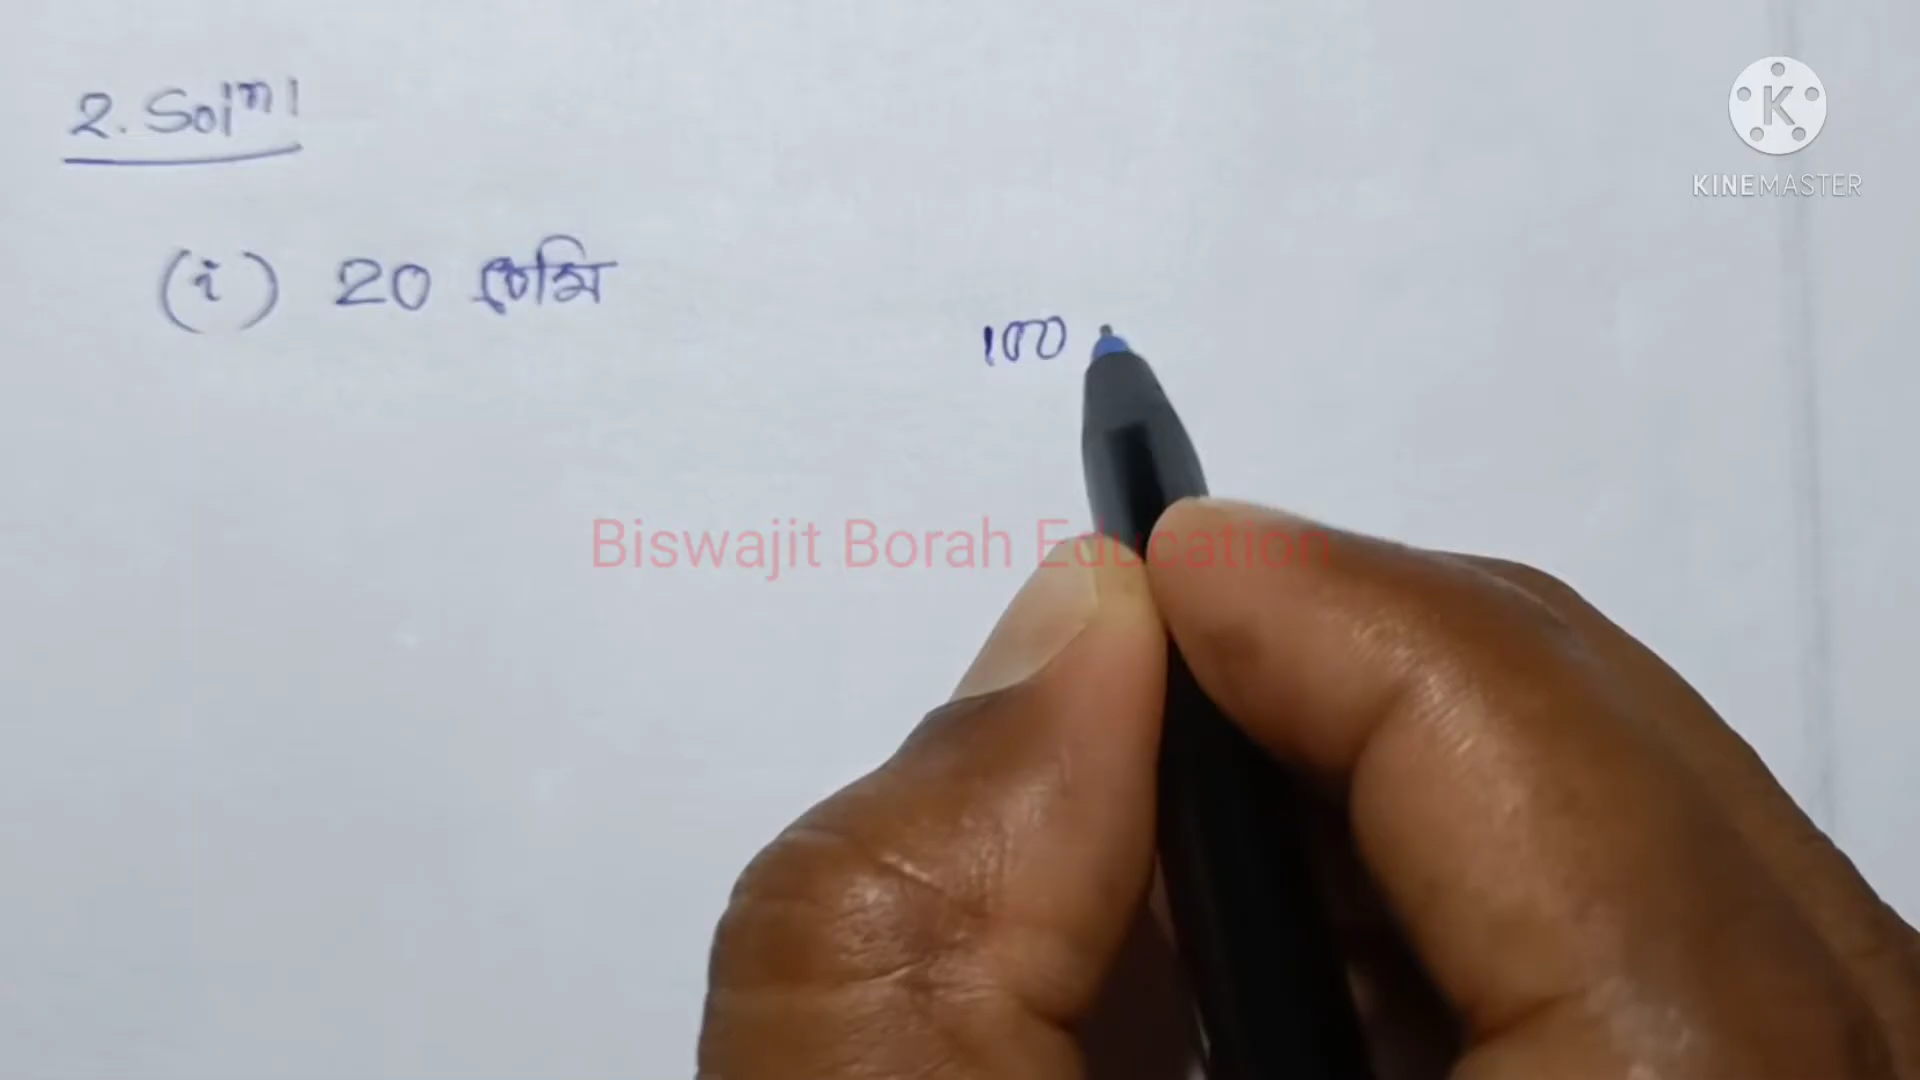 2. Solⁿ।
(i) 20 ছেমি
100
KINEMASTER
Biswajit Borah Education